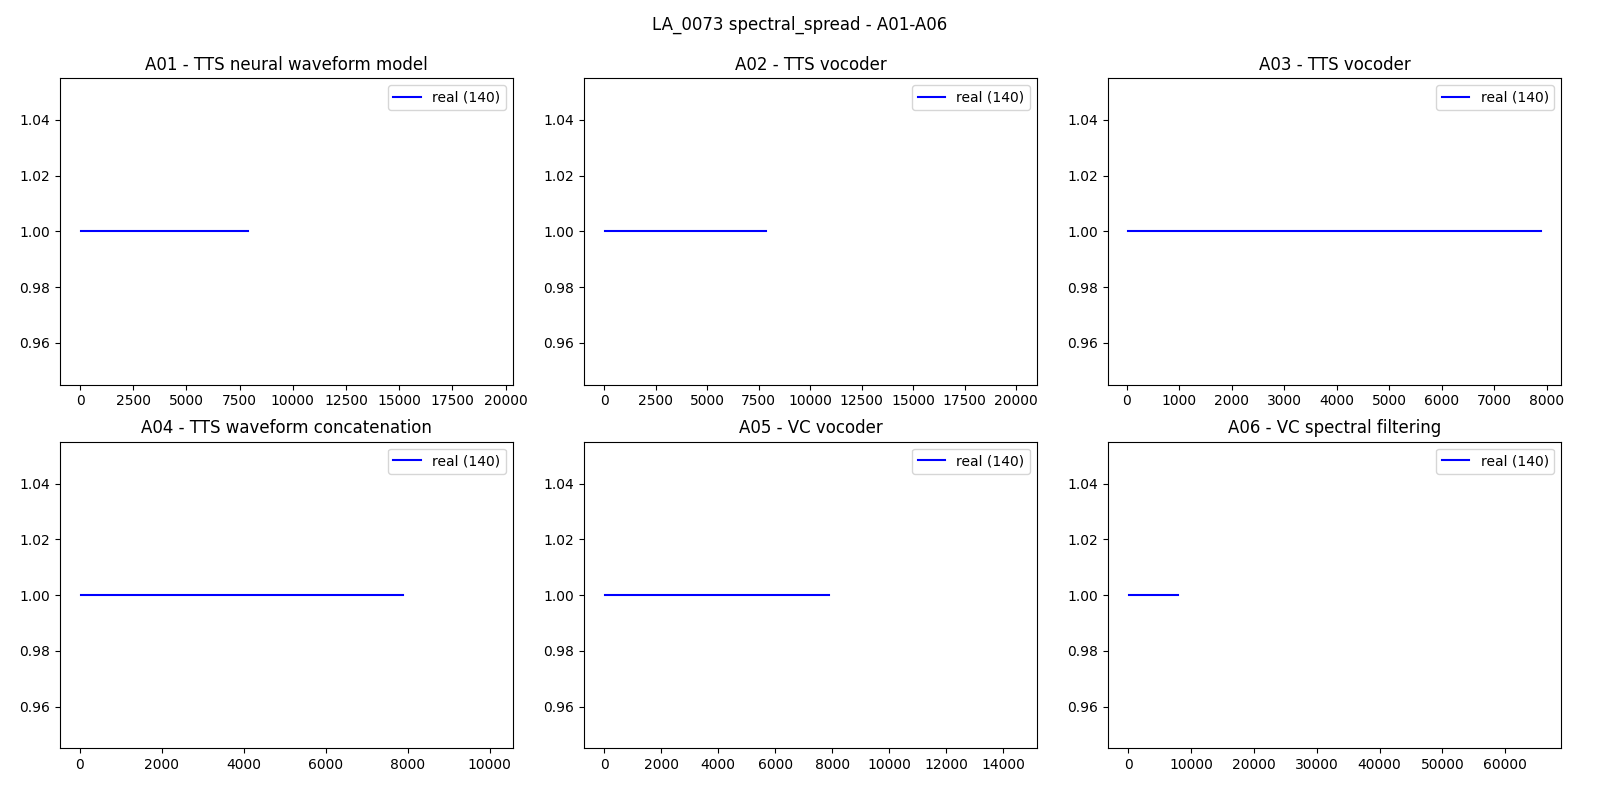 LA_0073 spectral_spread - A01-A06
A01 - TTS neural waveform model
A02 - TTS vocoder
A03 - TTS vocoder
real (140)
real (140)
real (140)
1.04
1.02
1.00
0.98
0.96
1.04
1.02
1.00
0.98
0.96
1.04
1.02
1.00
0.98
0.96
0 2500 5000 7500 10000 12500 15000 17500 20000
0 2500 5000 7500 10000 12500 15000 17500 20000
0 1000 2000 3000 4000 5000 6000 7000 8000
A04 - TTS waveform concatenation
A05 - VC vocoder
A06 - VC spectral filtering
real (140)
real (140)
real (140)
1.04
1.02
1.00
0.98
0.96
1.04
1.02
1.00
0.98
0.96
1.04
1.02
1.00
0.98
0.96
0 2000 4000 6000 8000 10000
0 2000 4000 6000 8000 10000 12000 14000
0 10000 20000 30000 40000 50000 60000